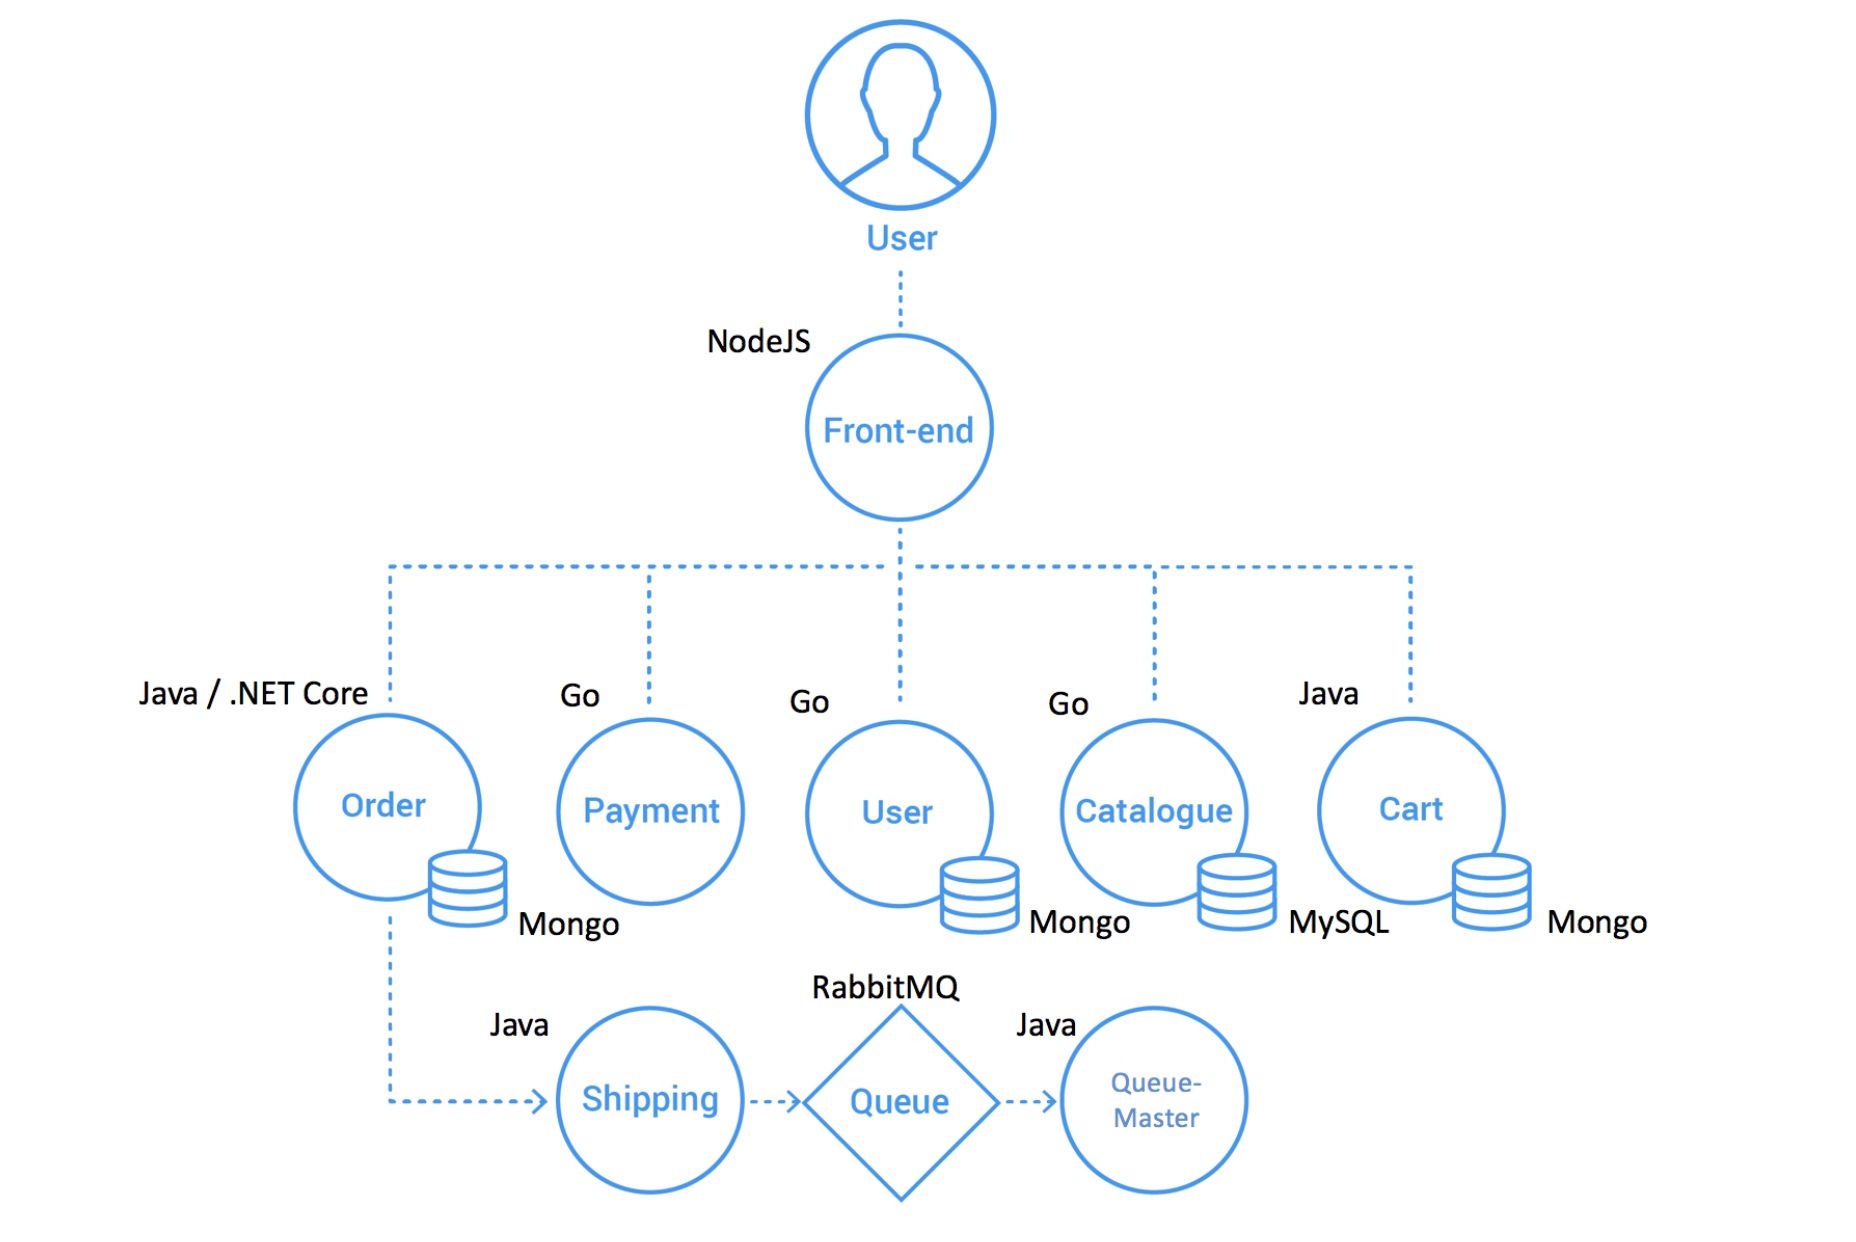 User
NodeJS
Front-end
Java / .NET Core
Go
Go
Go
Java
Order
Payment
User
Catalogue
Cart
Mongo
Mongo
MySQL
Mongo
RabbitMQ
Java
Java
Shipping
Queue
Queue-
Master